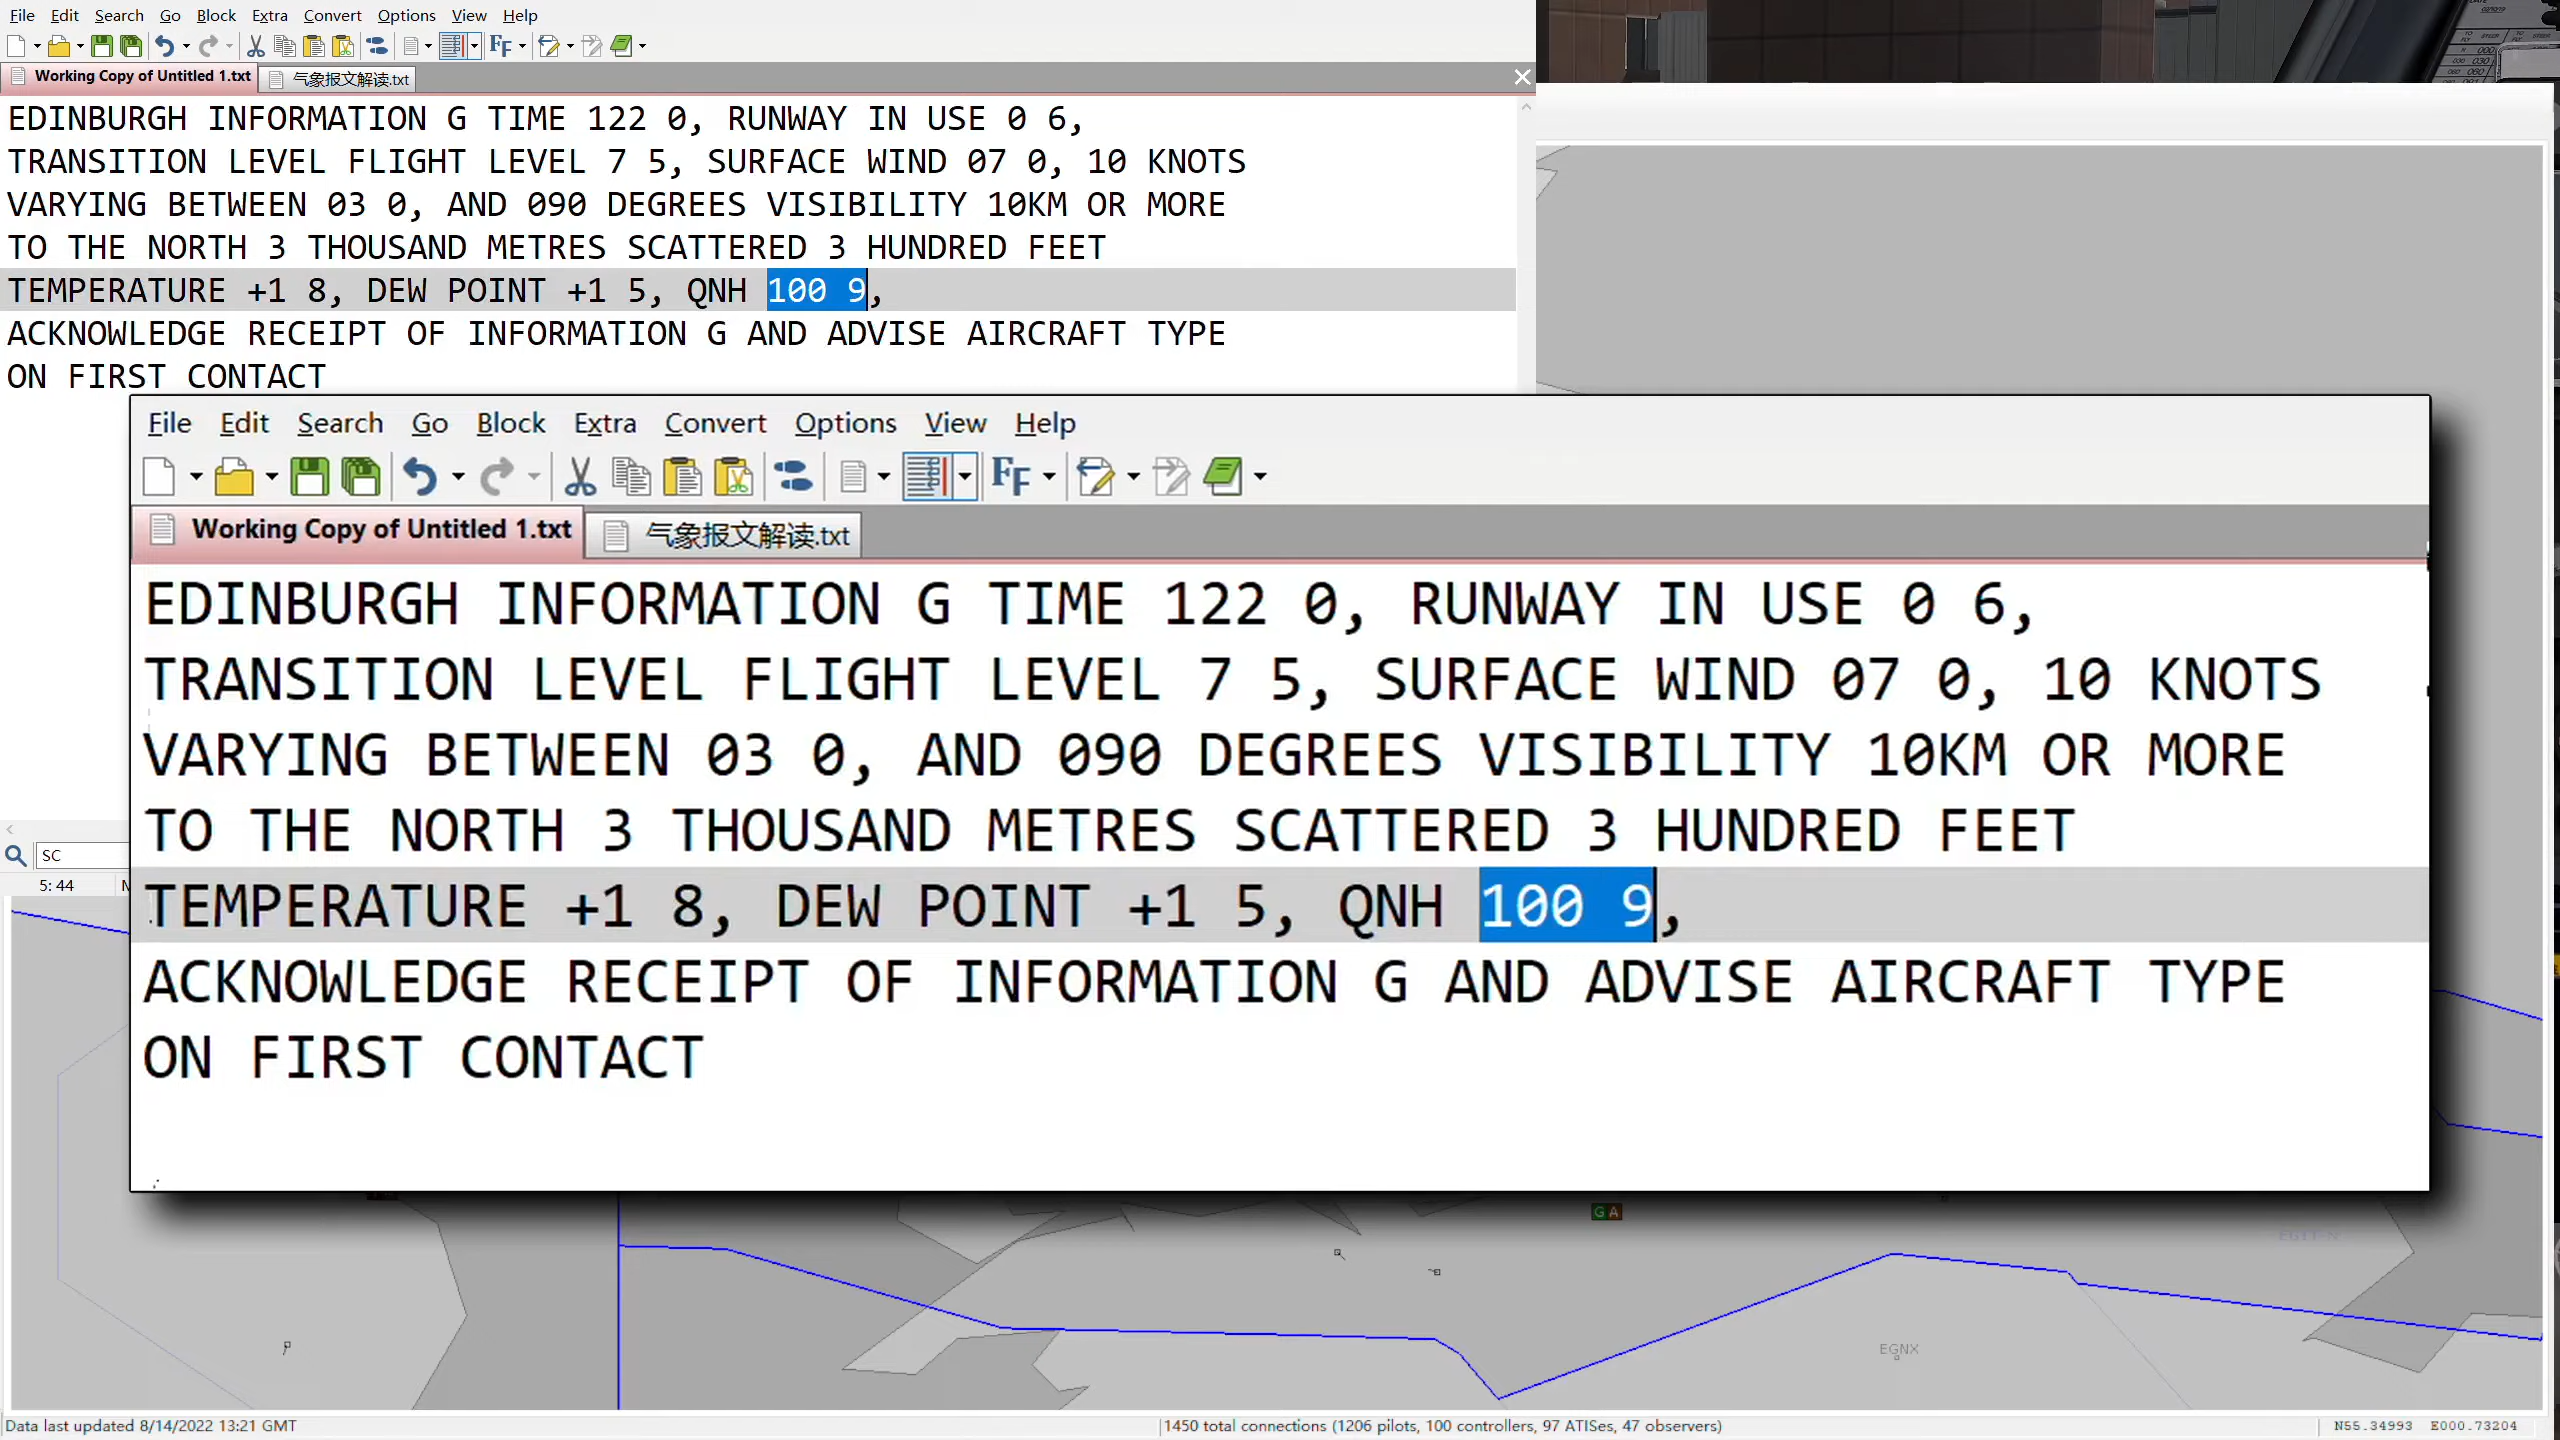 File Edit Search Go Block Extra Convert Options View Help
Working Copy of Untitled 1.txt 气象报文解读.txt
EDINBURGH INFORMATION G TIME 122 0, RUNWAY IN USE 0 6,
TRANSITION LEVEL FLIGHT LEVEL 7 5, SURFACE WIND 07 0, 10 KNOTS
VARYING BETWEEN 03 0, AND 090 DEGREES VISIBILITY 10KM OR MORE
TO THE NORTH 3 THOUSAND METRES SCATTERED 3 HUNDRED FEET
TEMPERATURE +1 8, DEW POINT +1 5, QNH 100 9,
ACKNOWLEDGE RECEIPT OF INFORMATION G AND ADVISE AIRCRAFT TYPE
ON FIRST CONTACT
File Edit Search Go Block Extra Convert Options View Help
FF
Working Copy of Untitled 1.txt 气象报文解读.txt
EDINBURGH INFORMATION G TIME 122 0, RUNWAY IN USE 0 6,
TRANSITION LEVEL FLIGHT LEVEL 7 5, SURFACE WIND 07 0, 10 KNOTS
VARYING BETWEEN 03 0, AND 090 DEGREES VISIBILITY 10KM OR MORE
TO THE NORTH 3 THOUSAND METRES SCATTERED 3 HUNDRED FEET
TEMPERATURE +1 8, DEW POINT +1 5, QNH 100 9,
ACKNOWLEDGE RECEIPT OF INFORMATION G AND ADVISE AIRCRAFT TYPE
ON FIRST CONTACT
SC
5: 44
G A
EGNX
Data last updated 8/14/2022 13:21 GMT
1450 total connections (1206 pilots, 100 controllers, 97 ATISes, 47 observers)
N55.34993 E000.73204